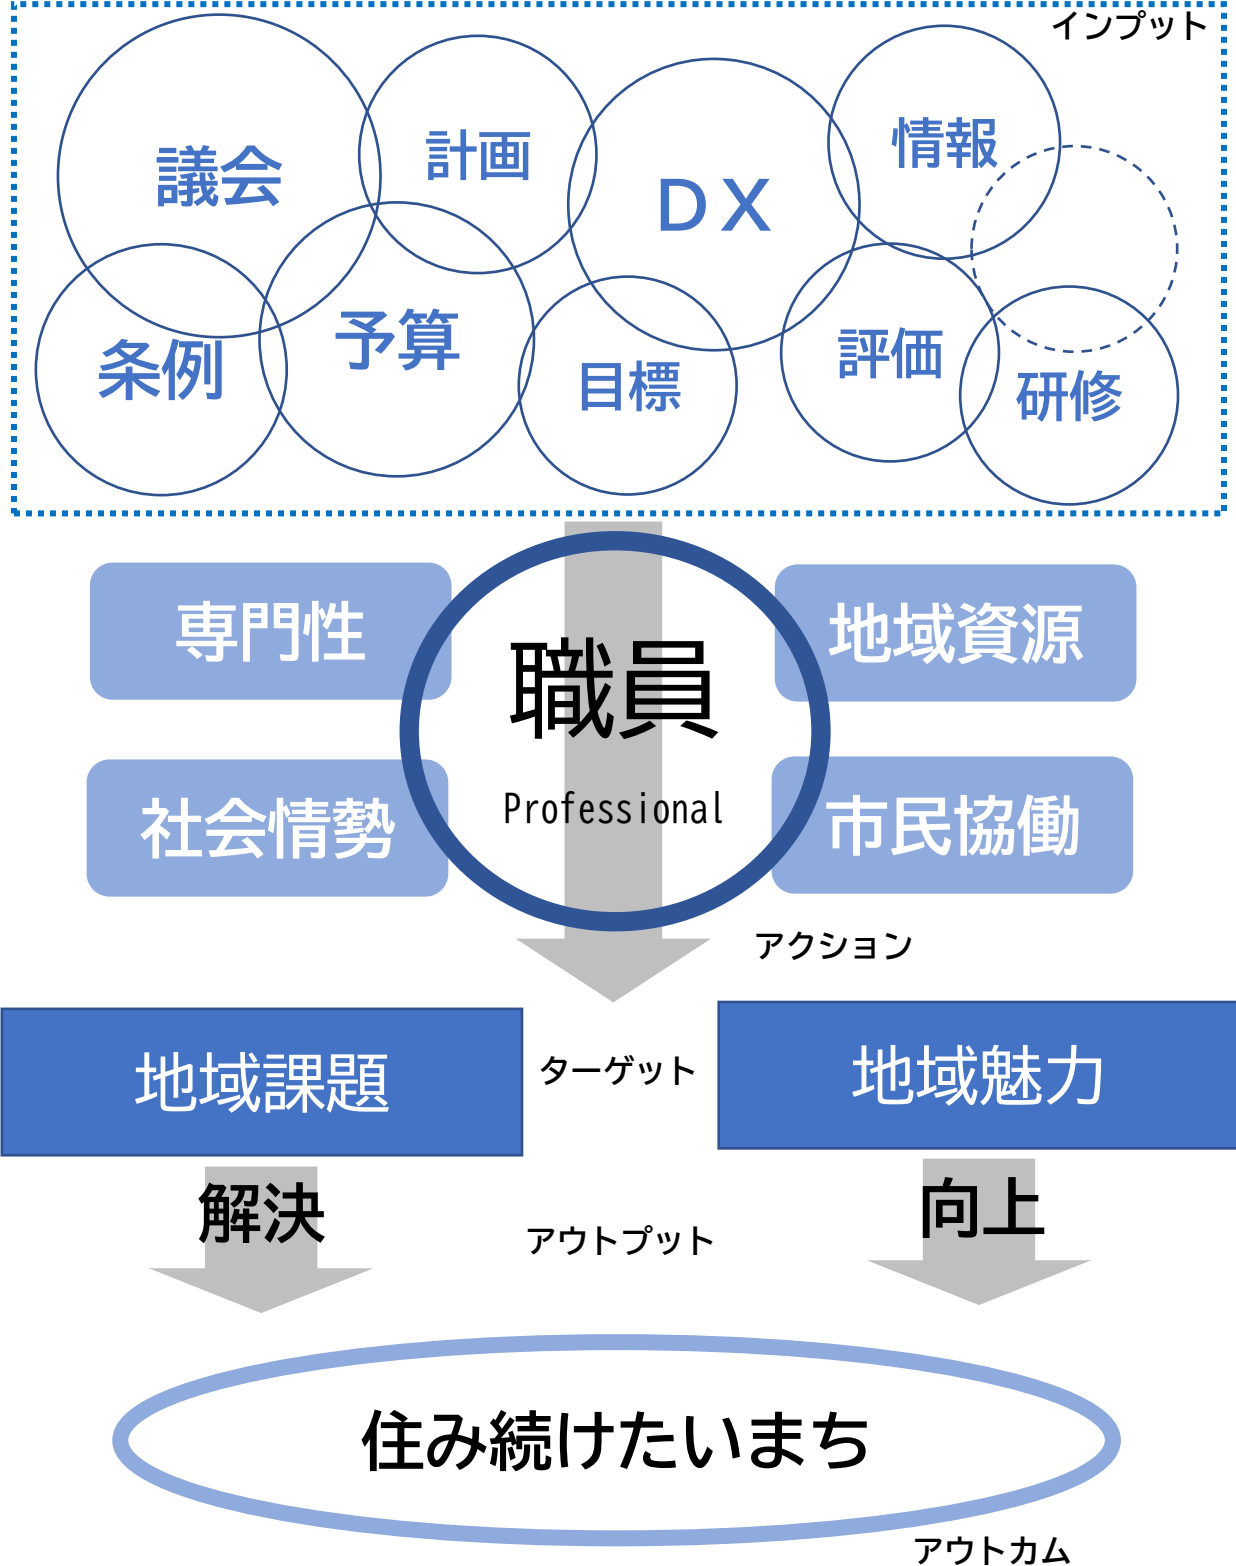 インプット
議会
計画
ＤＸ
情報
条例
予算
目標
評価
研修
専門性
職員
地域資源
Professional
社会情勢
市民協働
アクション
地域課題
ターゲット
地域魅力
解決
アウトプット
向上
住み続けたいまち
アウトカム